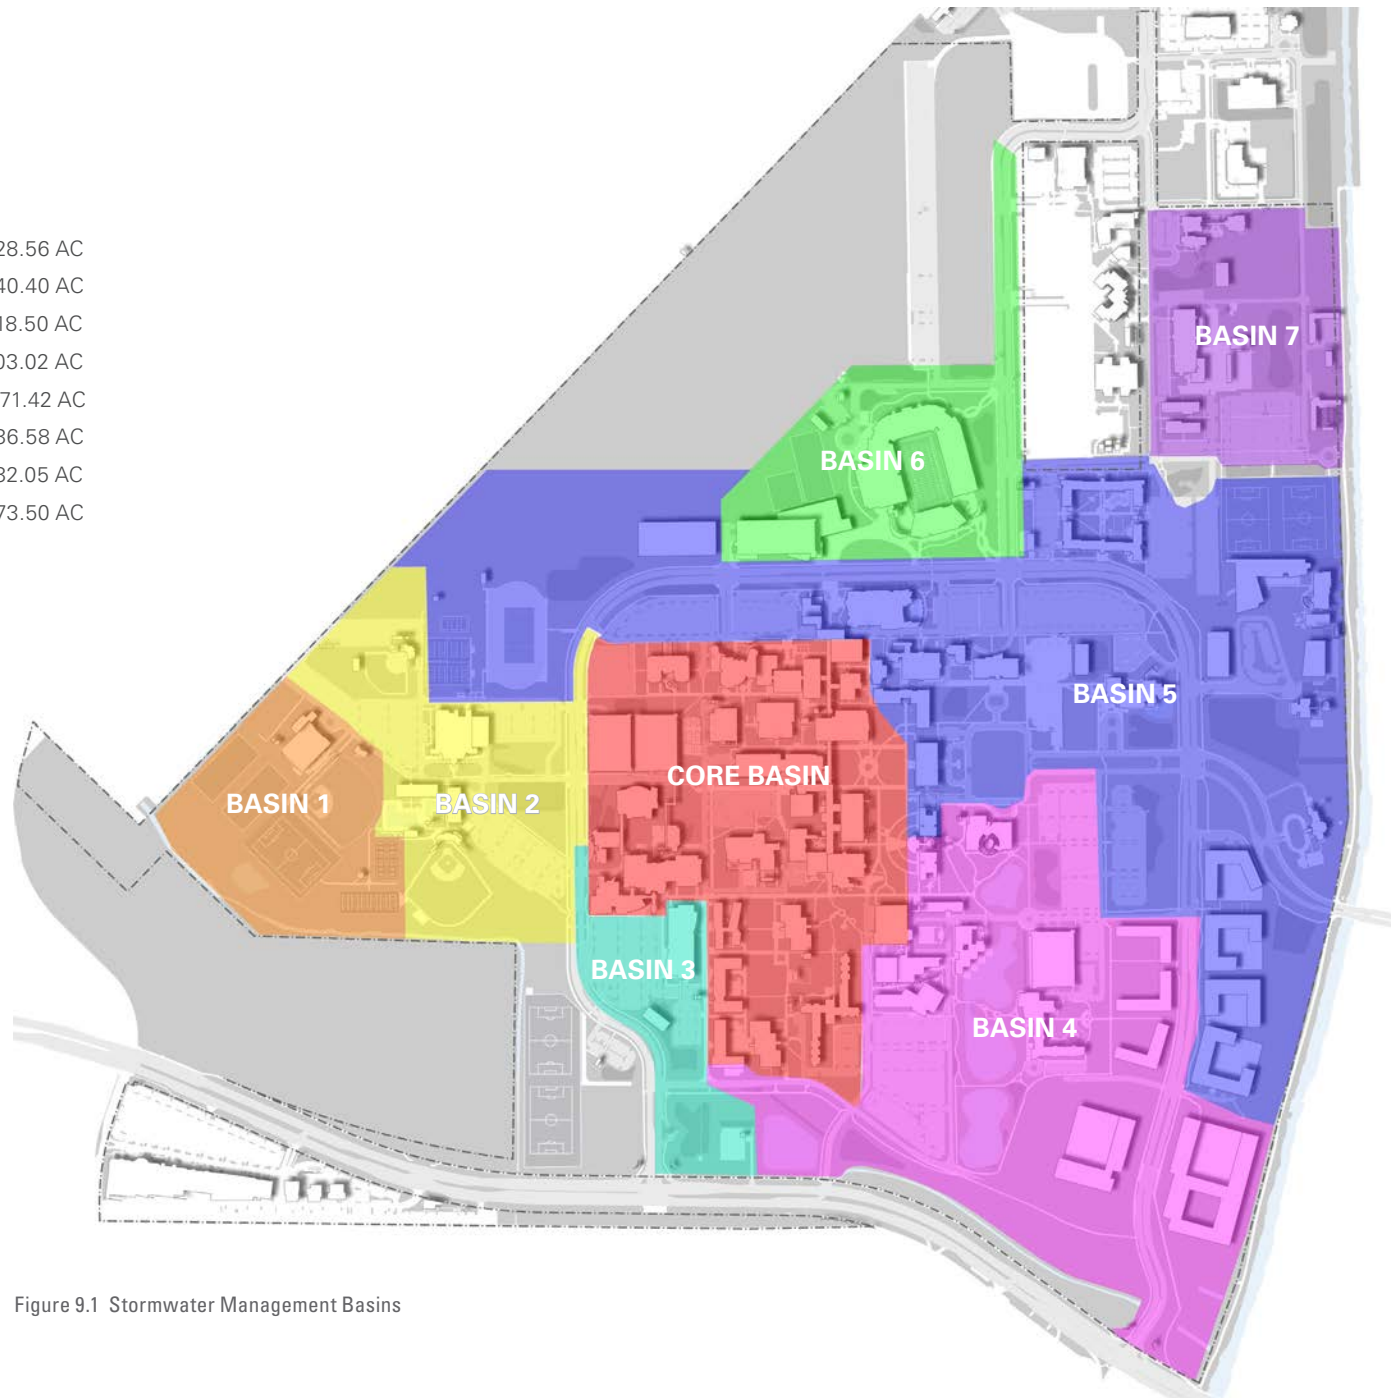 28.56 AC
40.40 AC
18.50 AC
03.02 AC
71.42 AC
36.58 AC
32.05 AC
73.50 AC
BASIN 7
BASIN 6
BASIN 5
CORE BASIN
BASIN 1
BASIN 2
BASIN 3
BASIN 4
Figure 9.1 Stormwater Management Basins